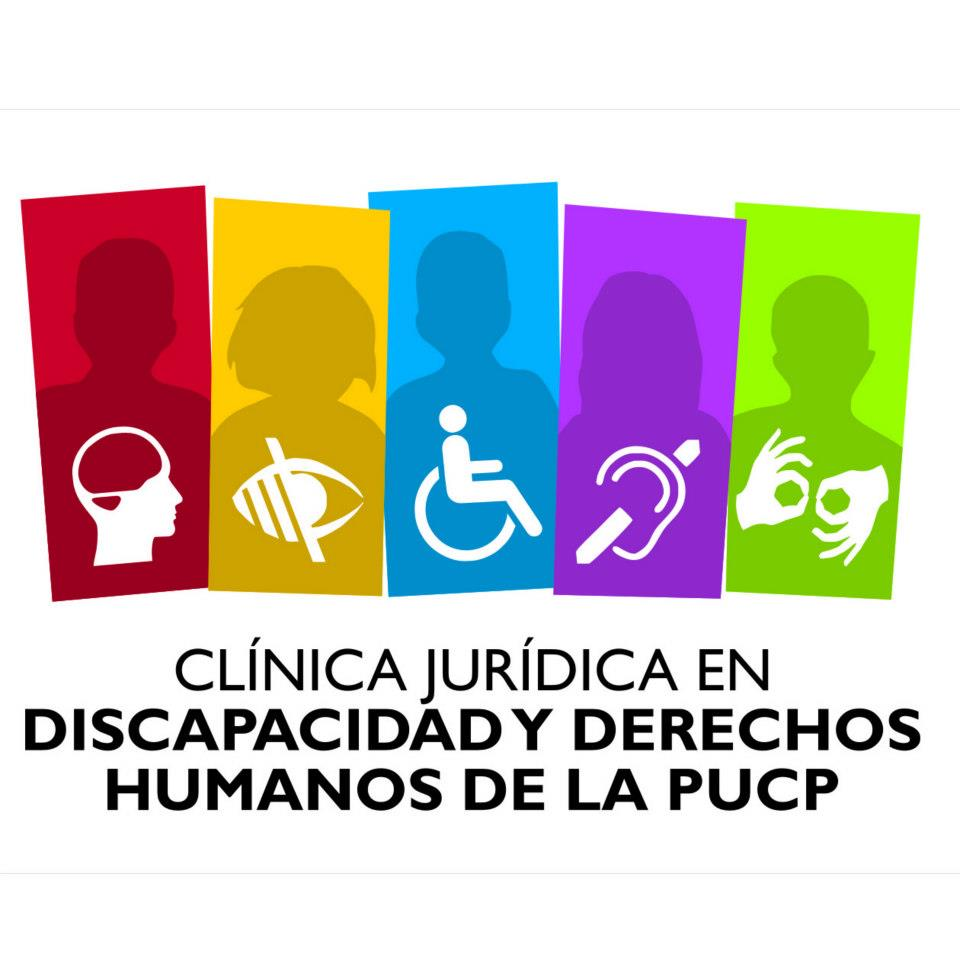 CLÍNICA JURÍDICA EN
DISCAPACIDAD Y DERECHOS
HUMANOS DE LA PUCP